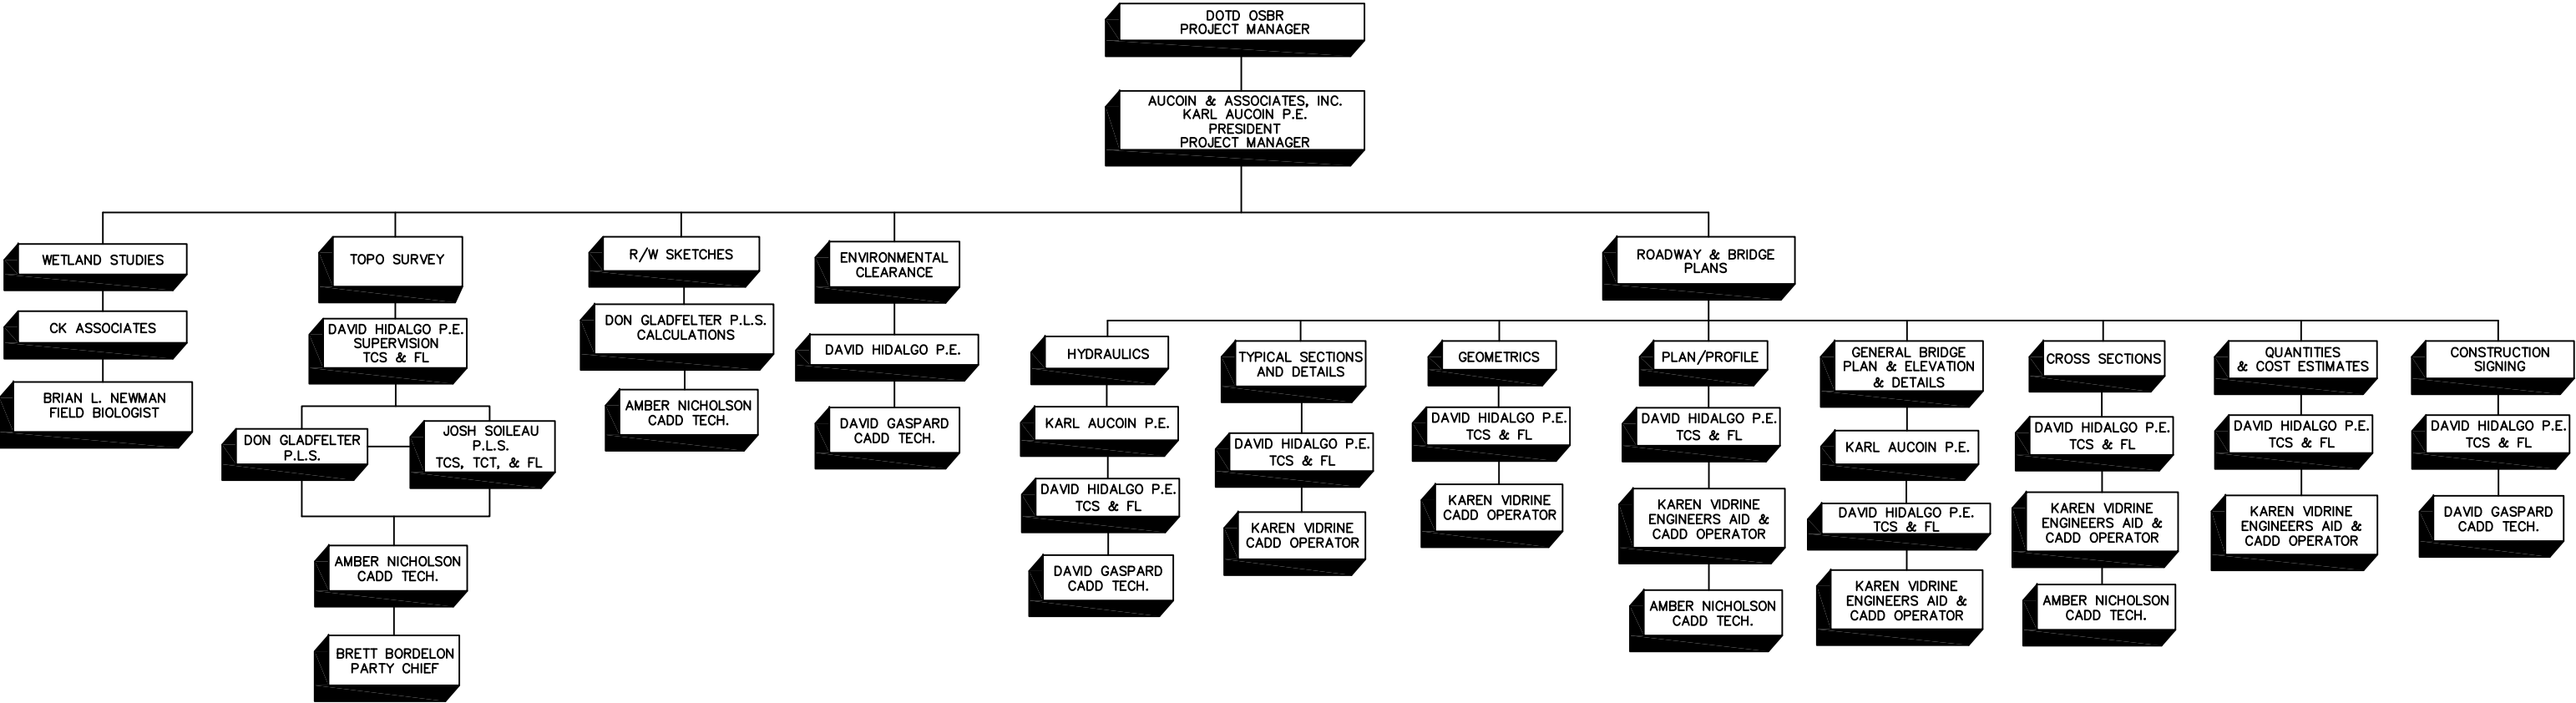 DOTD OSBR
PROJECT MANAGER
AUCOIN & ASSOCIATES, INC.
KARL AUCOIN P.E.
PRESIDENT
PROJECT MANAGER
WETLAND STUDIES
CK ASSOCIATES
BRIAN L. NEWMAN
FIELD BIOLOGIST
TOPO SURVEY
DAVID HIDALGO P.E.
SUPERVISION
TCS & FL
DON GLADFELTER
P.L.S.
JOSH SOILEAU
P.L.S.
TCS, TCT, & FL
AMBER NICHOLSON
CADD TECH.
BRETT BORDELON
PARTY CHIEF
R/W SKETCHES
DON GLADFELTER P.L.S.
CALCULATIONS
AMBER NICHOLSON
CADD TECH.
ENVIRONMENTAL
CLEARANCE
DAVID HIDALGO P.E.
DAVID GASPARD
CADD TECH.
ROADWAY & BRIDGE
PLANS
HYDRAULICS
KARL AUCOIN P.E.
DAVID HIDALGO P.E.
TCS & FL
DAVID GASPARD
CADD TECH.
TYPICAL SECTIONS
AND DETAILS
DAVID HIDALGO P.E.
TCS & FL
KAREN VIDRINE
CADD OPERATOR
GEOMETRICS
DAVID HIDALGO P.E.
TCS & FL
KAREN VIDRINE
CADD OPERATOR
PLAN/PROFILE
DAVID HIDALGO P.E.
TCS & FL
KAREN VIDRINE
ENGINEERS AID &
CADD OPERATOR
AMBER NICHOLSON
CADD TECH.
GENERAL BRIDGE
PLAN & ELEVATION
& DETAILS
KARL AUCOIN P.E.
DAVID HIDALGO P.E.
TCS & FL
KAREN VIDRINE
ENGINEERS AID &
CADD OPERATOR
CROSS SECTIONS
DAVID HIDALGO P.E.
TCS & FL
KAREN VIDRINE
ENGINEERS AID &
CADD OPERATOR
AMBER NICHOLSON
CADD TECH.
QUANTITIES
& COST ESTIMATES
DAVID HIDALGO P.E.
TCS & FL
KAREN VIDRINE
ENGINEERS AID &
CADD OPERATOR
CONSTRUCTION
SIGNING
DAVID HIDALGO P.E.
TCS & FL
DAVID GASPARD
CADD TECH.